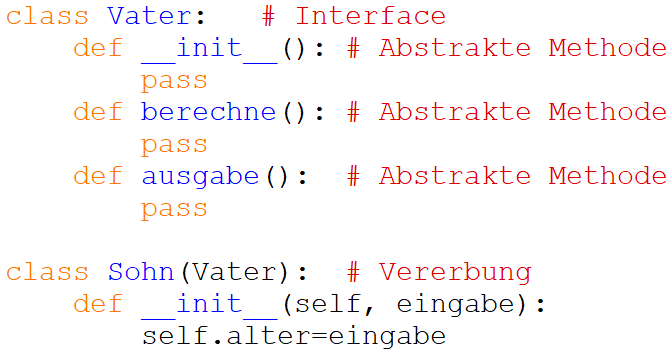 class Vater:   # Interface
    def __init__(): # Abstrakte Methode
        pass
    def berechne(): # Abstrakte Methode
        pass
    def ausgabe():  # Abstrakte Methode
        pass

class Sohn(Vater):  # Vererbung
    def __init__(self, eingabe):
        self.alter=eingabe